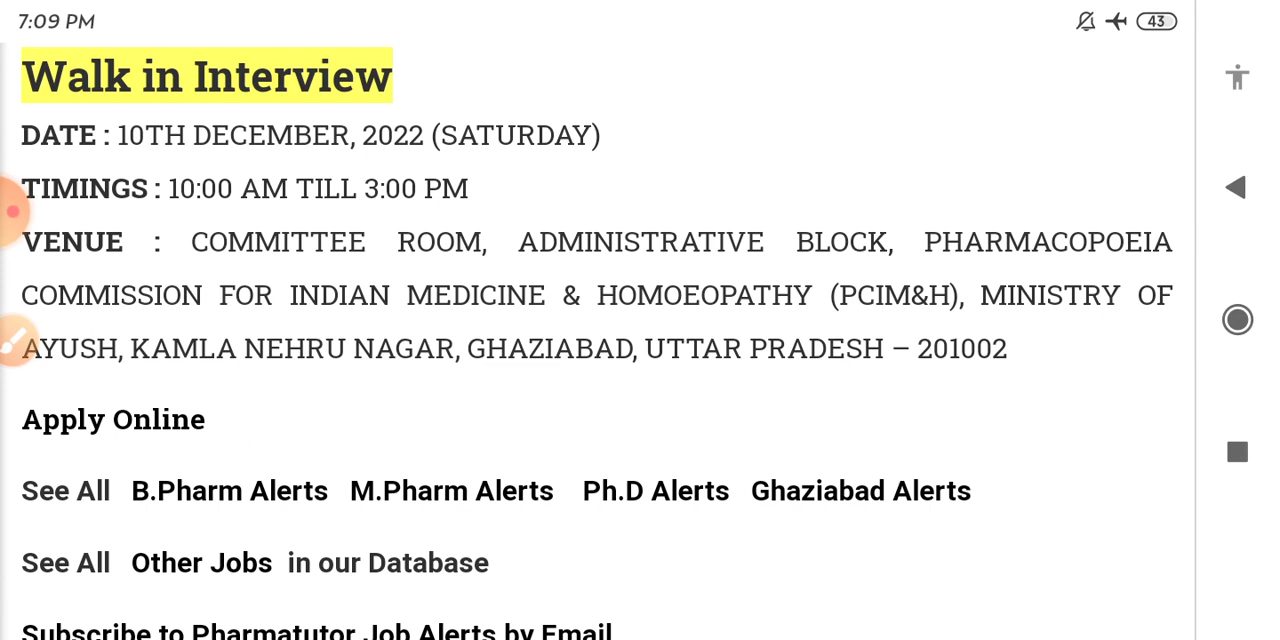 7:09 PM
43
Walk in Interview
DATE : 10TH DECEMBER, 2022 (SATURDAY)
TIMINGS : 10:00 AM TILL 3:00 PM
VENUE : COMMITTEE ROOM, ADMINISTRATIVE BLOCK, PHARMACOPOEIA
COMMISSION FOR INDIAN MEDICINE & HOMOEOPATHY (PCIM&H), MINISTRY OF
AYUSH, KAMLA NEHRU NAGAR, GHAZIABAD, UTTAR PRADESH – 201002
Apply Online
See All B.Pharm Alerts M.Pharm Alerts Ph.D Alerts Ghaziabad Alerts
See All Other Jobs in our Database
Subscribe to Pharmatutor Job Alerts by Email